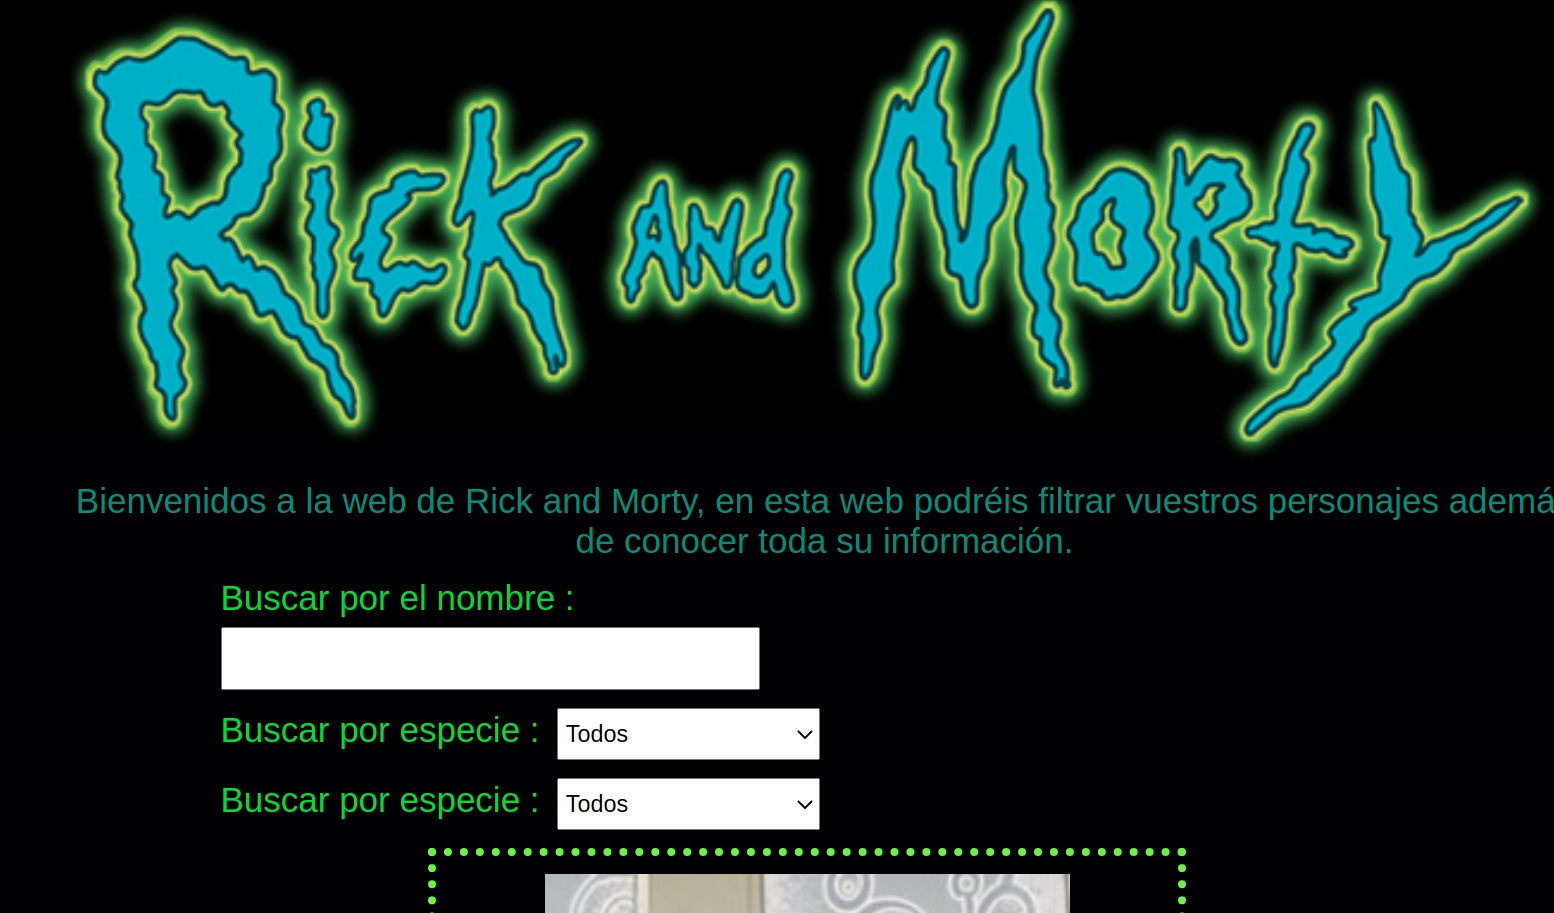 Rick and Morty
Bienvenidos a la web de Rick and Morty, en esta web podréis filtrar vuestros personajes ademá
de conocer toda su información.
Buscar por el nombre :
Buscar por especie : Todos
Buscar por especie : Todos